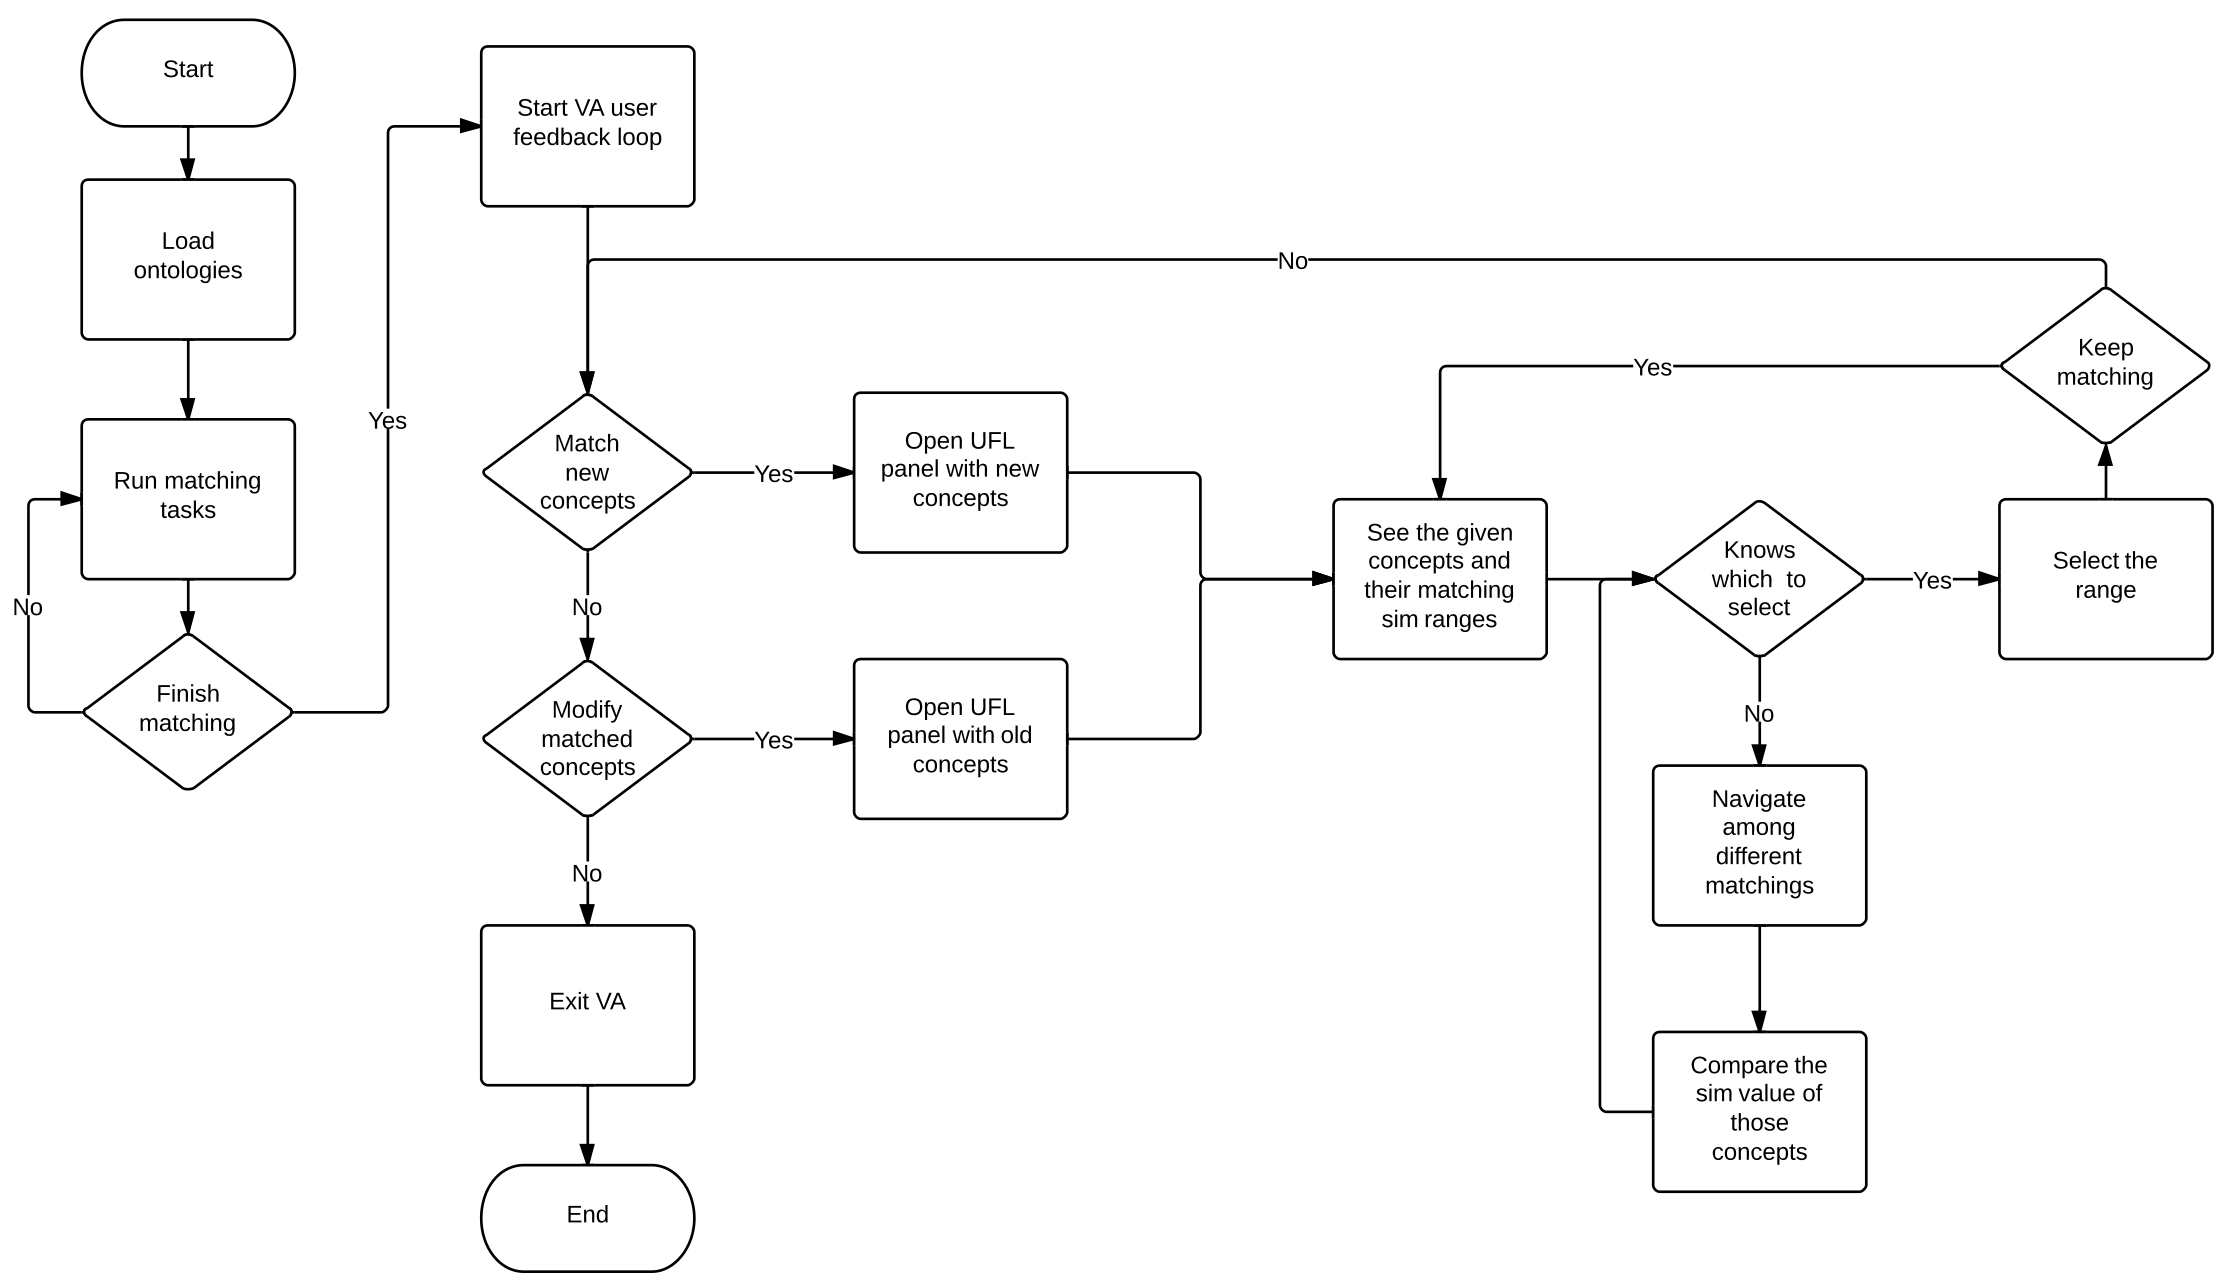 Start
Load
ontologies
Run matching
tasks
No
Finish
matching
Yes
Start VA user
feedback loop
Match
new
concepts
Yes
Open UFL
panel with new
concepts
No
Modify
matched
concepts
Yes
Open UFL
panel with old
concepts
No
Exit VA
End
See the given
concepts and
their matching
sim ranges
Knows
which to
select
Yes
Select the
range
Keep
matching
Yes
No
No
Navigate
among
different
matchings
Compare the
sim value of
those
concepts